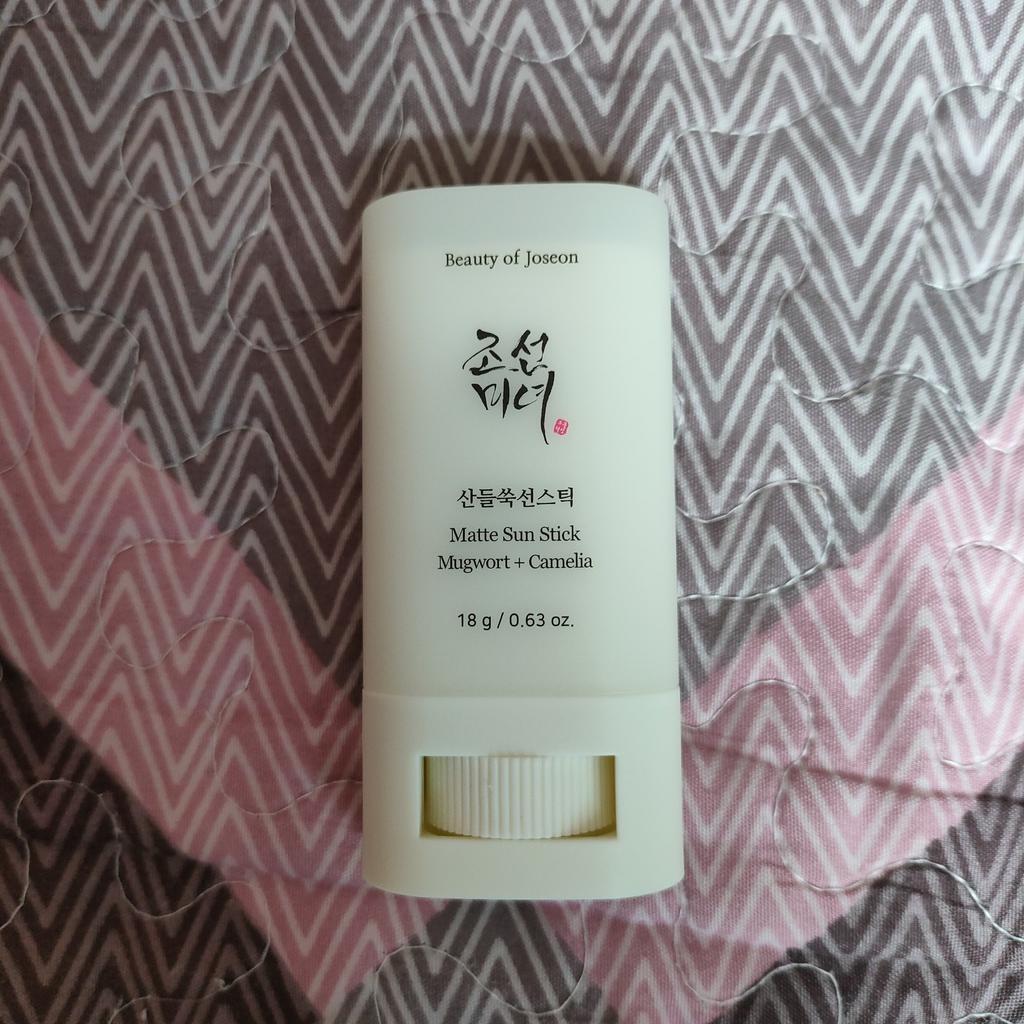 Beauty of Joseon
조선
미녀
산들쑥선스틱
Matte Sun Stick
Mugwort + Camelia
18 g / 0.63 oz.